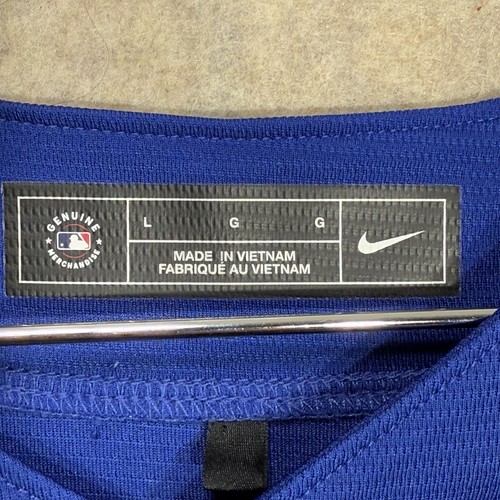 GENUINE
MERCHANDISE
L G G
MADE IN VIETNAM
FABRIQUÉ AU VIETNAM